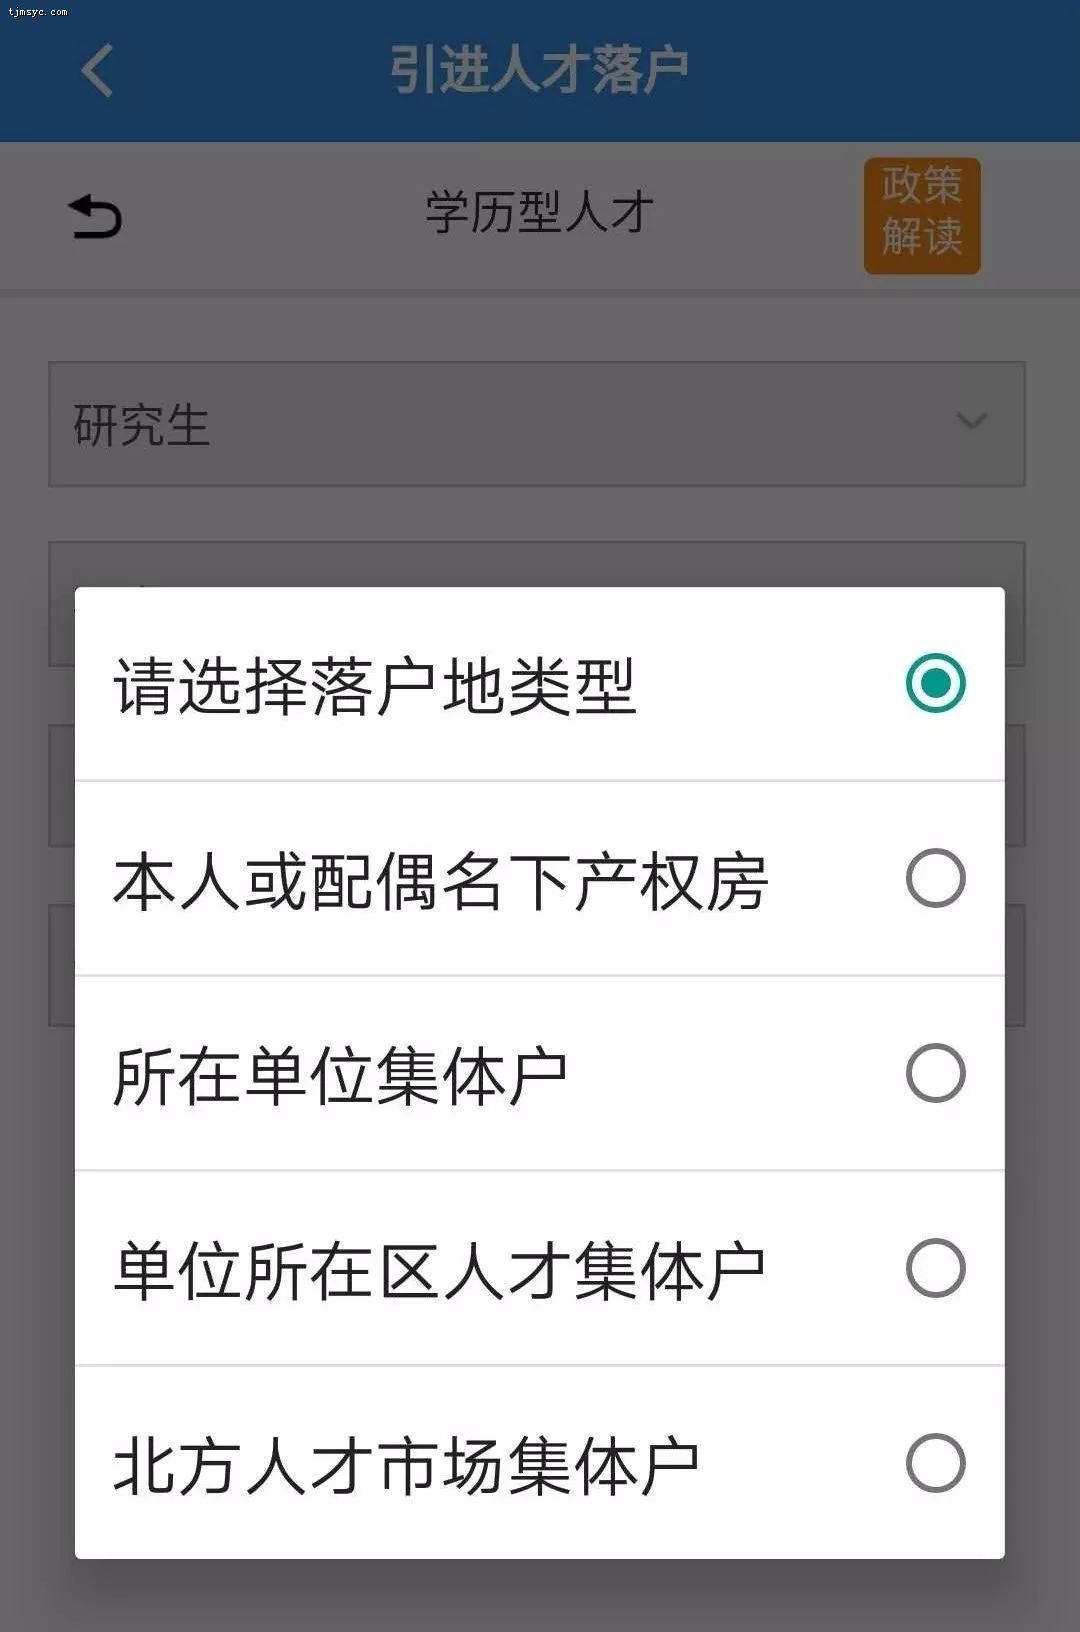 tjmsyc.com
引进人才落户
学历型人才
政策
解读
研究生
请选择落户地类型
本人或配偶名下产权房
所在单位集体户
单位所在区人才集体户
北方人才市场集体户